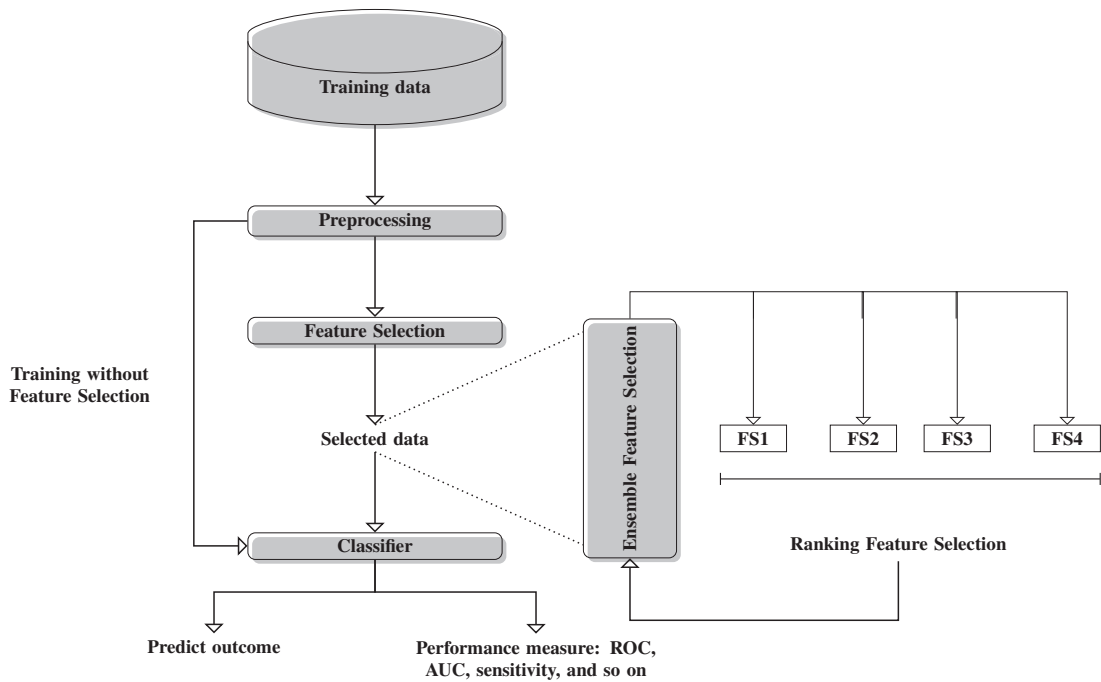 Training data
Preprocessing
Feature Selection
Training without
Feature Selection
Selected data
Classifier
Predict outcome
Performance measure: ROC,
AUC, sensitivity, and so on
Ensemble Feature Selection
FS1
FS2
FS3
FS4
Ranking Feature Selection